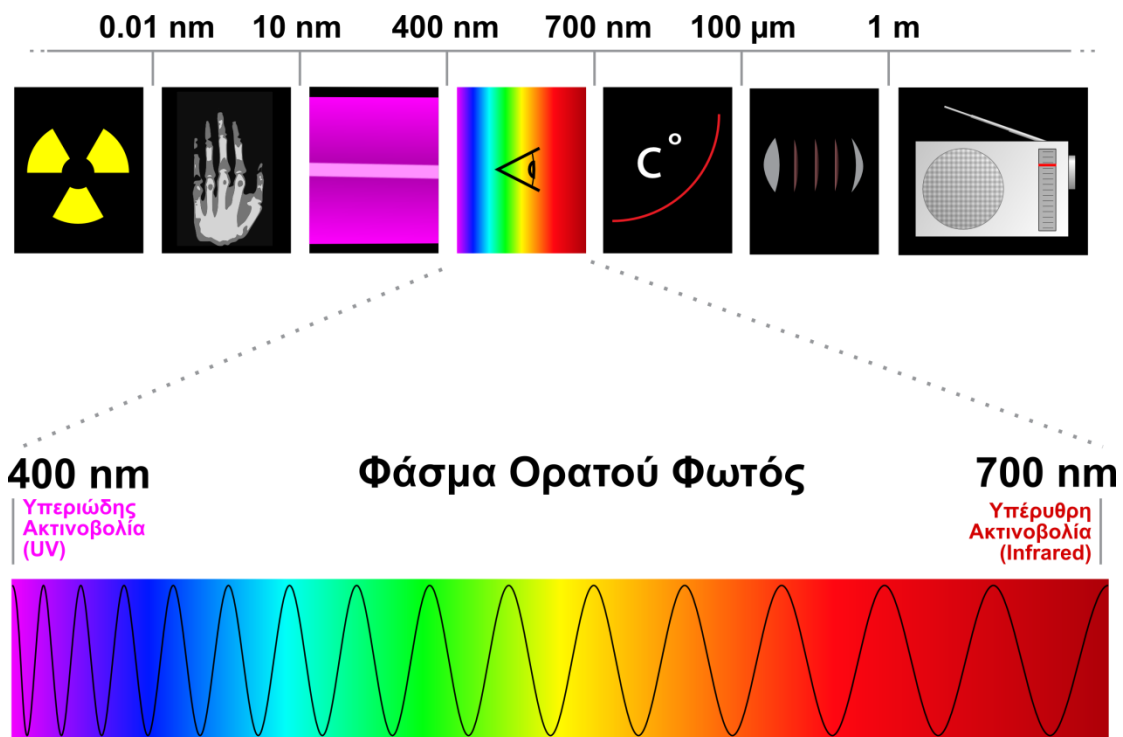 0.01 nm 10 nm 400 nm 700 nm 100 μm 1 m
C°
400 nm Φάσμα Ορατού Φωτός 700 nm
Υπεριώδης
Ακτινοβολία
(UV)
Υπέρυθρη
Ακτινοβολία
(Infrared)